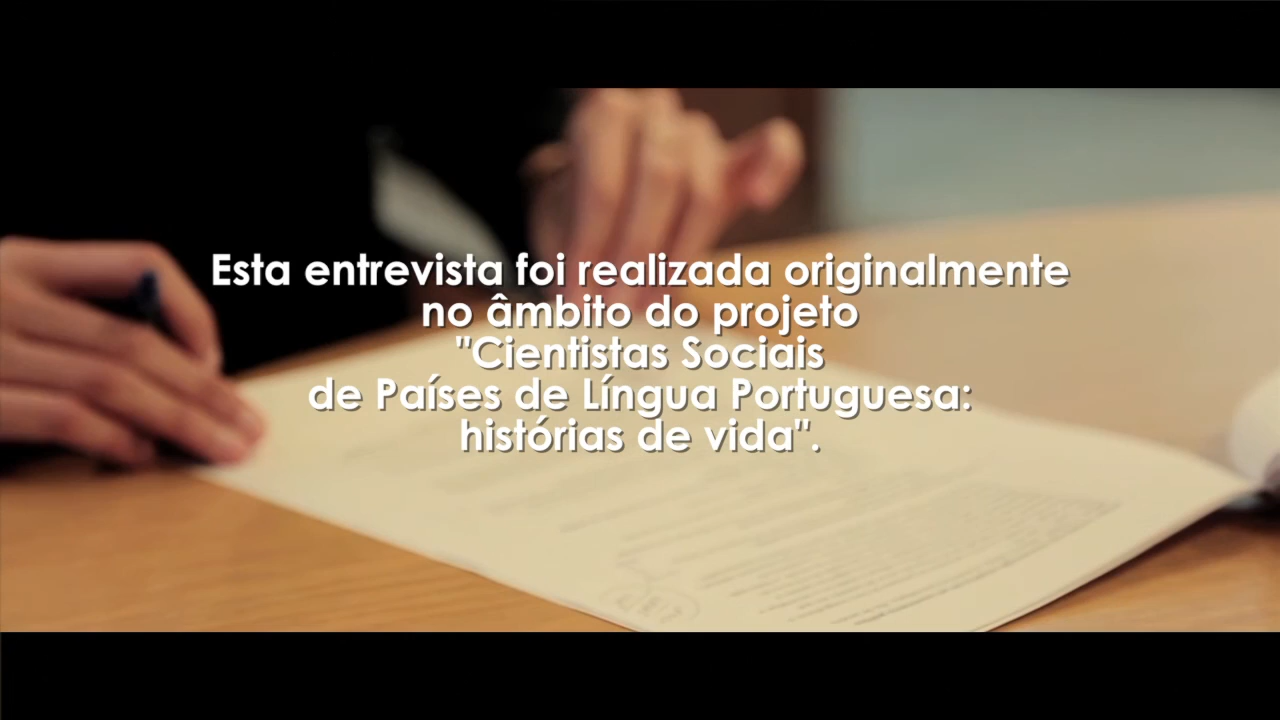 Esta entrevista foi realizada originalmente
no âmbito do projeto
"Cientistas Sociais
de Países de Língua Portuguesa:
histórias de vida".